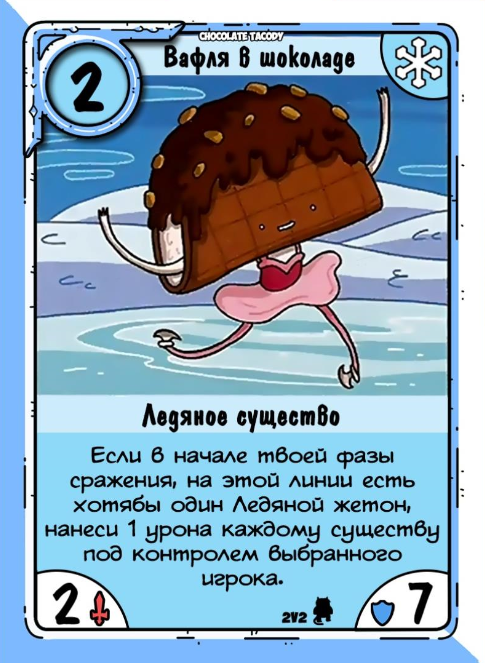 CHOCOLATE TACODY
2
Вафля в шоколаде
Ледяное существо
Если в начале твоей фазы
сражения, на этой линии есть
хотябы один Ледяной жетон,
нанеси 1 урона каждому существу
под контролем выбранного
игрока.
2
2V2
7